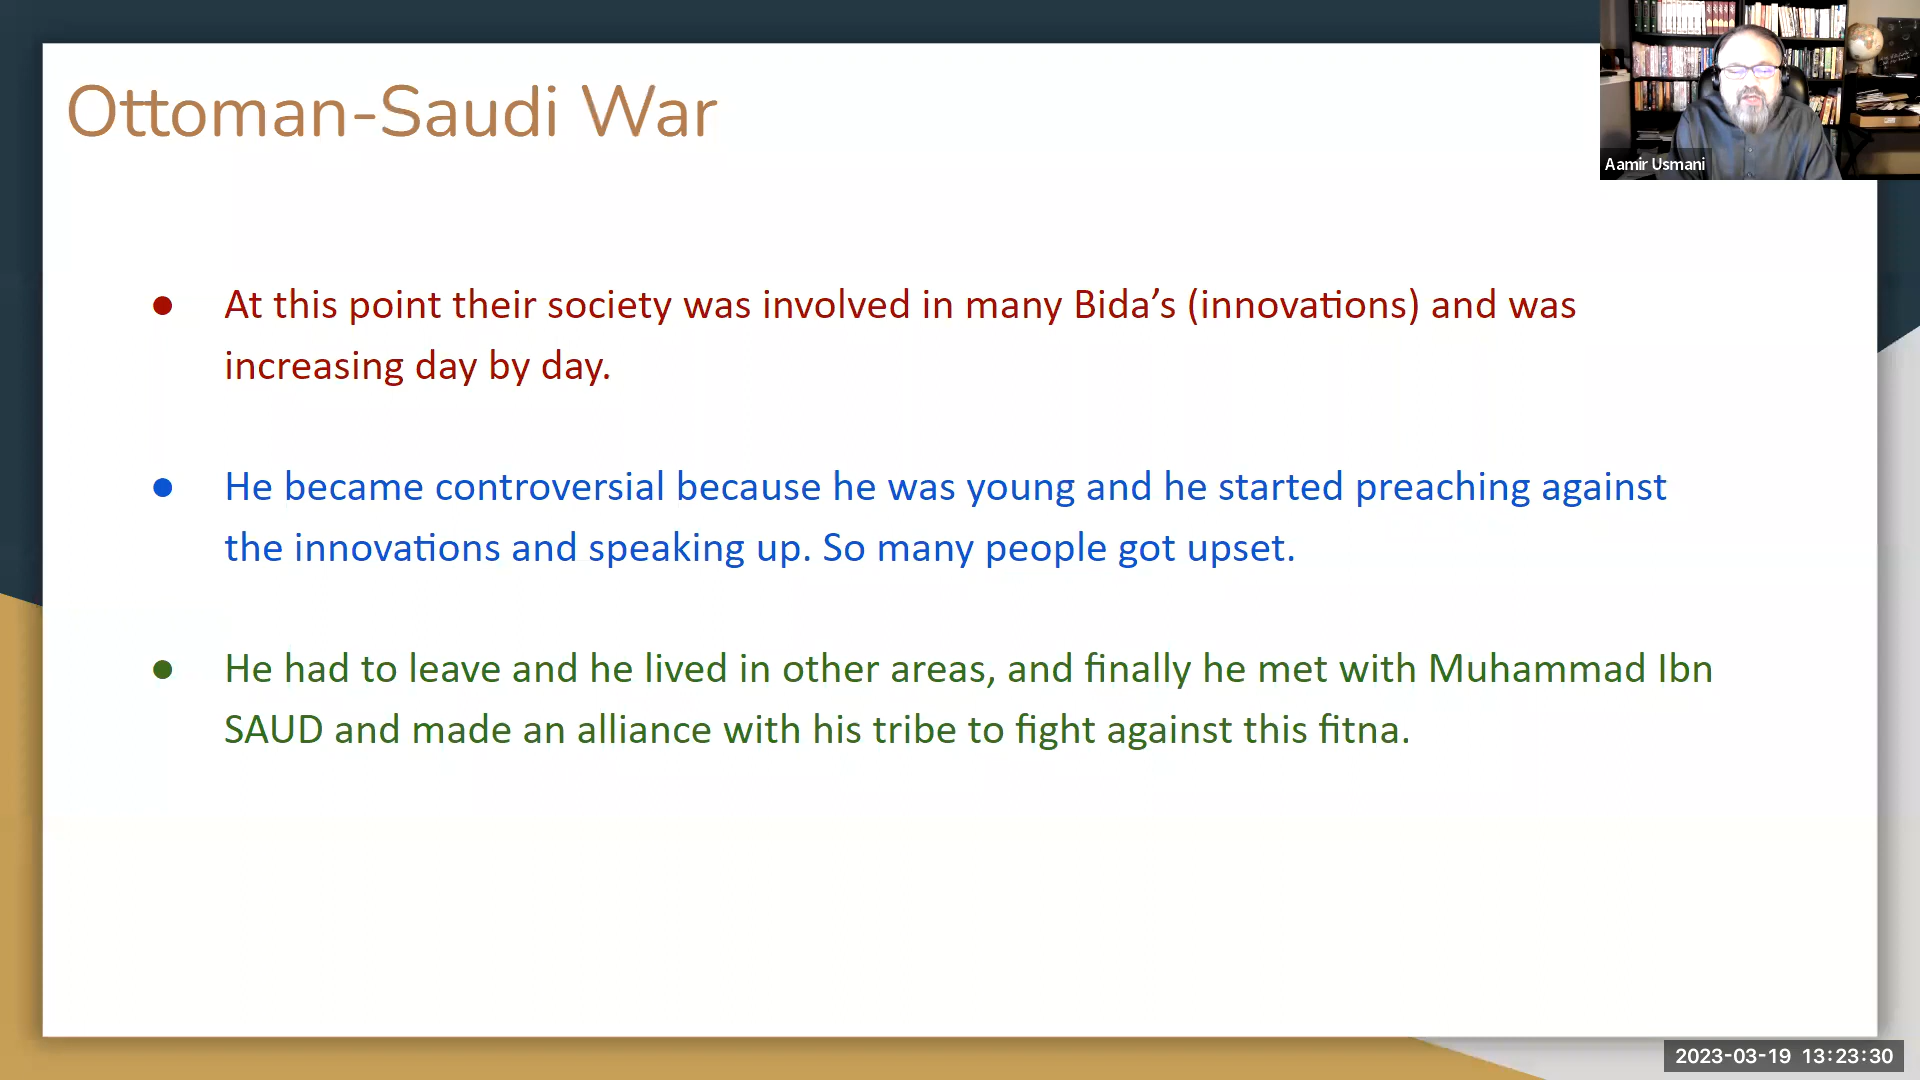 Ottoman-Saudi War
Aamir Usmani
● At this point their society was involved in many Bida’s (innovations) and was
increasing day by day.
● He became controversial because he was young and he started preaching against
the innovations and speaking up. So many people got upset.
● He had to leave and he lived in other areas, and finally he met with Muhammad Ibn
SAUD and made an alliance with his tribe to fight against this fitna.
2023-03-19 13:23:30